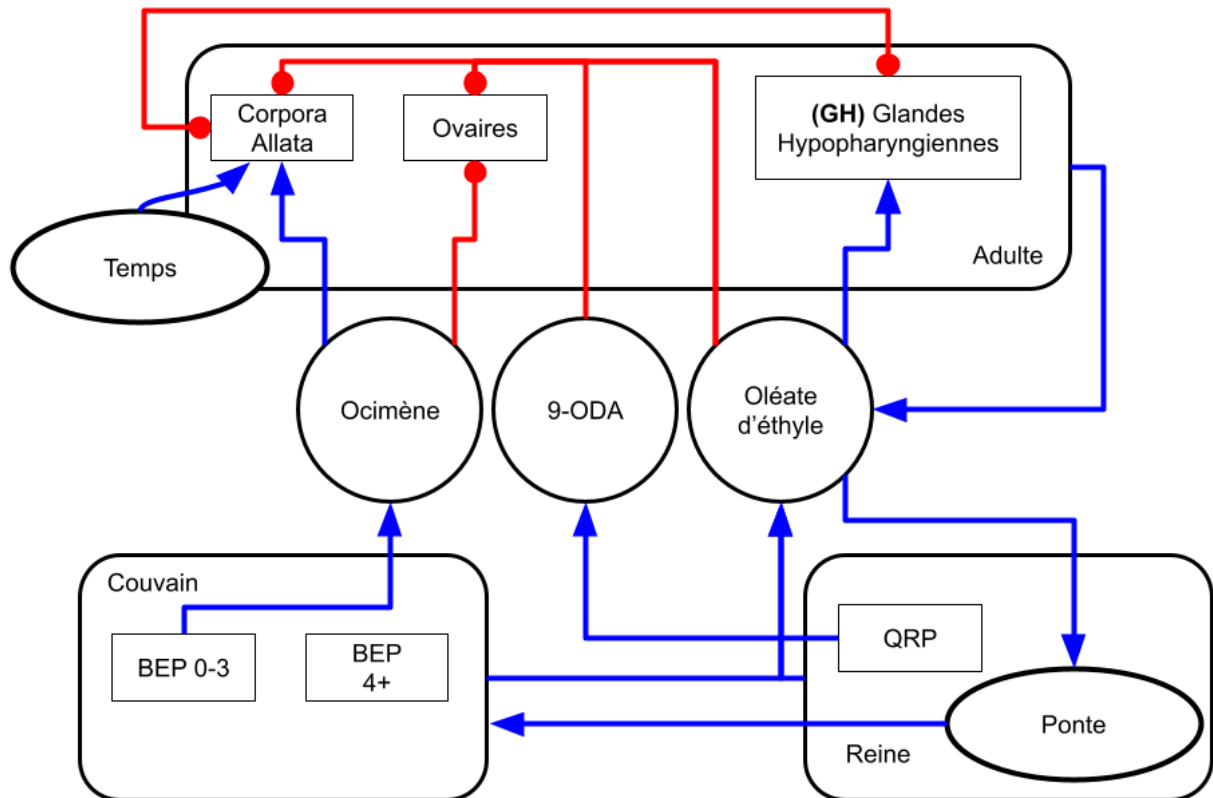 Corpora
Allata
Ovaires
(GH) Glandes
Hypopharyngiennes
Adulte
Temps
Ocimène
9-ODA
Oléate
d’éthyle
Couvain
BEP 0-3
BEP
4+
QRP
Ponte
Reine